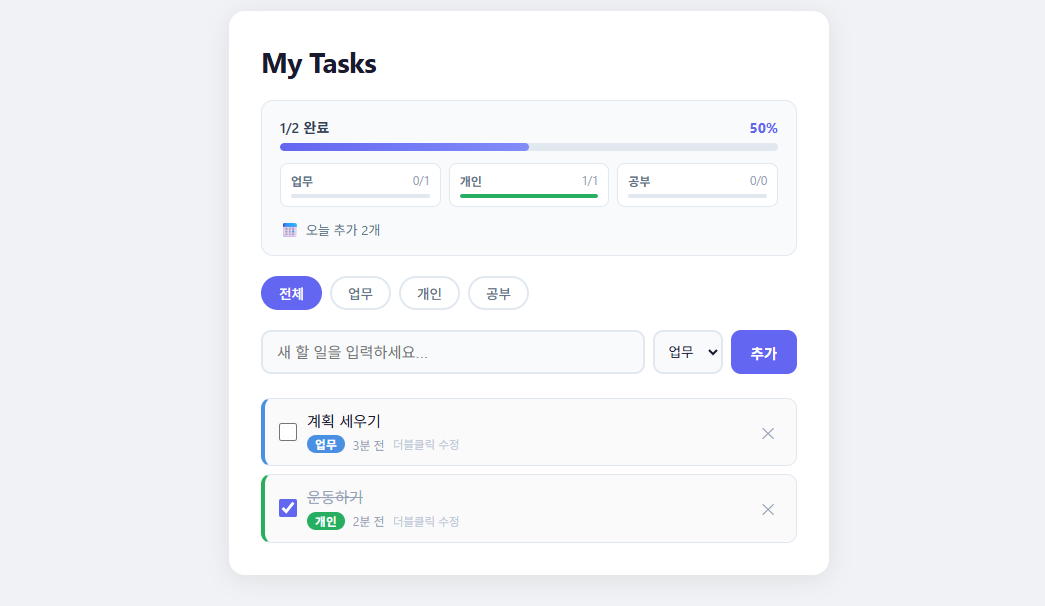 My Tasks
1/2 완료 50%
업무 0/1 개인 1/1 공부 0/0
오늘 추가 2개
전체 업무 개인 공부
새 할 일을 입력하세요... 업무 추가
계획 세우기
업무 3분 전 더블클릭 수정
운동하기
개인 2분 전 더블클릭 수정